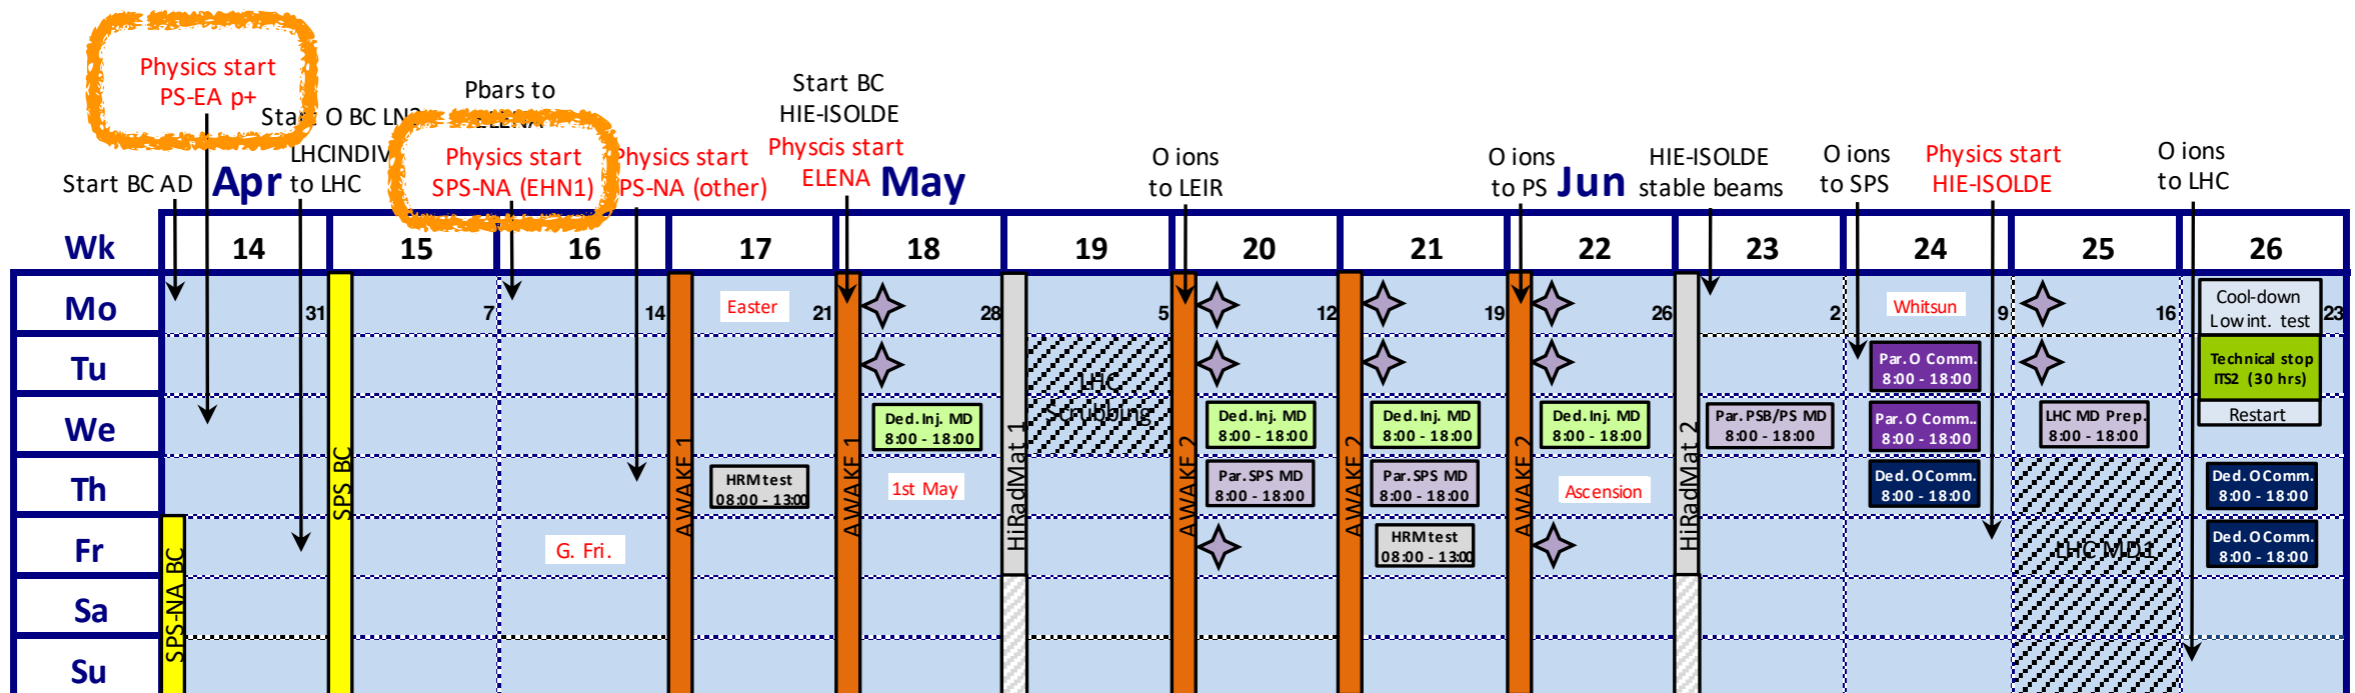 Physics start
PS-EA p+
Start O BC LN3
Start BC AD
Apr
LHCINDIV
to LHC
Pbars to
ELENA
Physics start
SPS-NA (EHN1)
Physics start
PS-NA (other)
Start BC
HIE-ISOLDE
Physcis start
ELENA
May
O ions
to LEIR
O ions
to PS
Jun
HIE-ISOLDE
stable beams
O ions
to SPS
Physics start
HIE-ISOLDE
O ions
to LHC
Wk 14 15 16 17 18 19 20 21 22 23 24 25 26
Mo 31 7 14 Easter 21 28 5 12 19 26 2 Whitsun 9 16 23
Cool-down
Low int. test
Tu
LHC
Scrubbing
Par. O Comm.
8:00 - 18:00
Technical stop
ITS2 (30 hrs)
We
Ded. Inj. MD
8:00 - 18:00
Ded. Inj. MD
8:00 - 18:00
Ded. Inj. MD
8:00 - 18:00
Ded. Inj. MD
8:00 - 18:00
Par. PSB/PS MD
8:00 - 18:00
Par. O Comm.
8:00 - 18:00
LHC MD Prep.
8:00 - 18:00
Restart
Th
HRM test
08:00 - 13:00
1st May
Par. SPS MD
8:00 - 18:00
Par. SPS MD
8:00 - 18:00
Ascension
Ded. O Comm.
8:00 - 18:00
Ded. O Comm.
8:00 - 18:00
Fr
G. Fri.
HRM test
08:00 - 13:00
LHC MD1
Ded. O Comm.
8:00 - 18:00
Sa
Su
SPS-NA BC
SPS BC
AWAKE 1
AWAKE 1
HiRadMat 1
AWAKE 2
AWAKE 2
AWAKE 2
HiRadMat 2